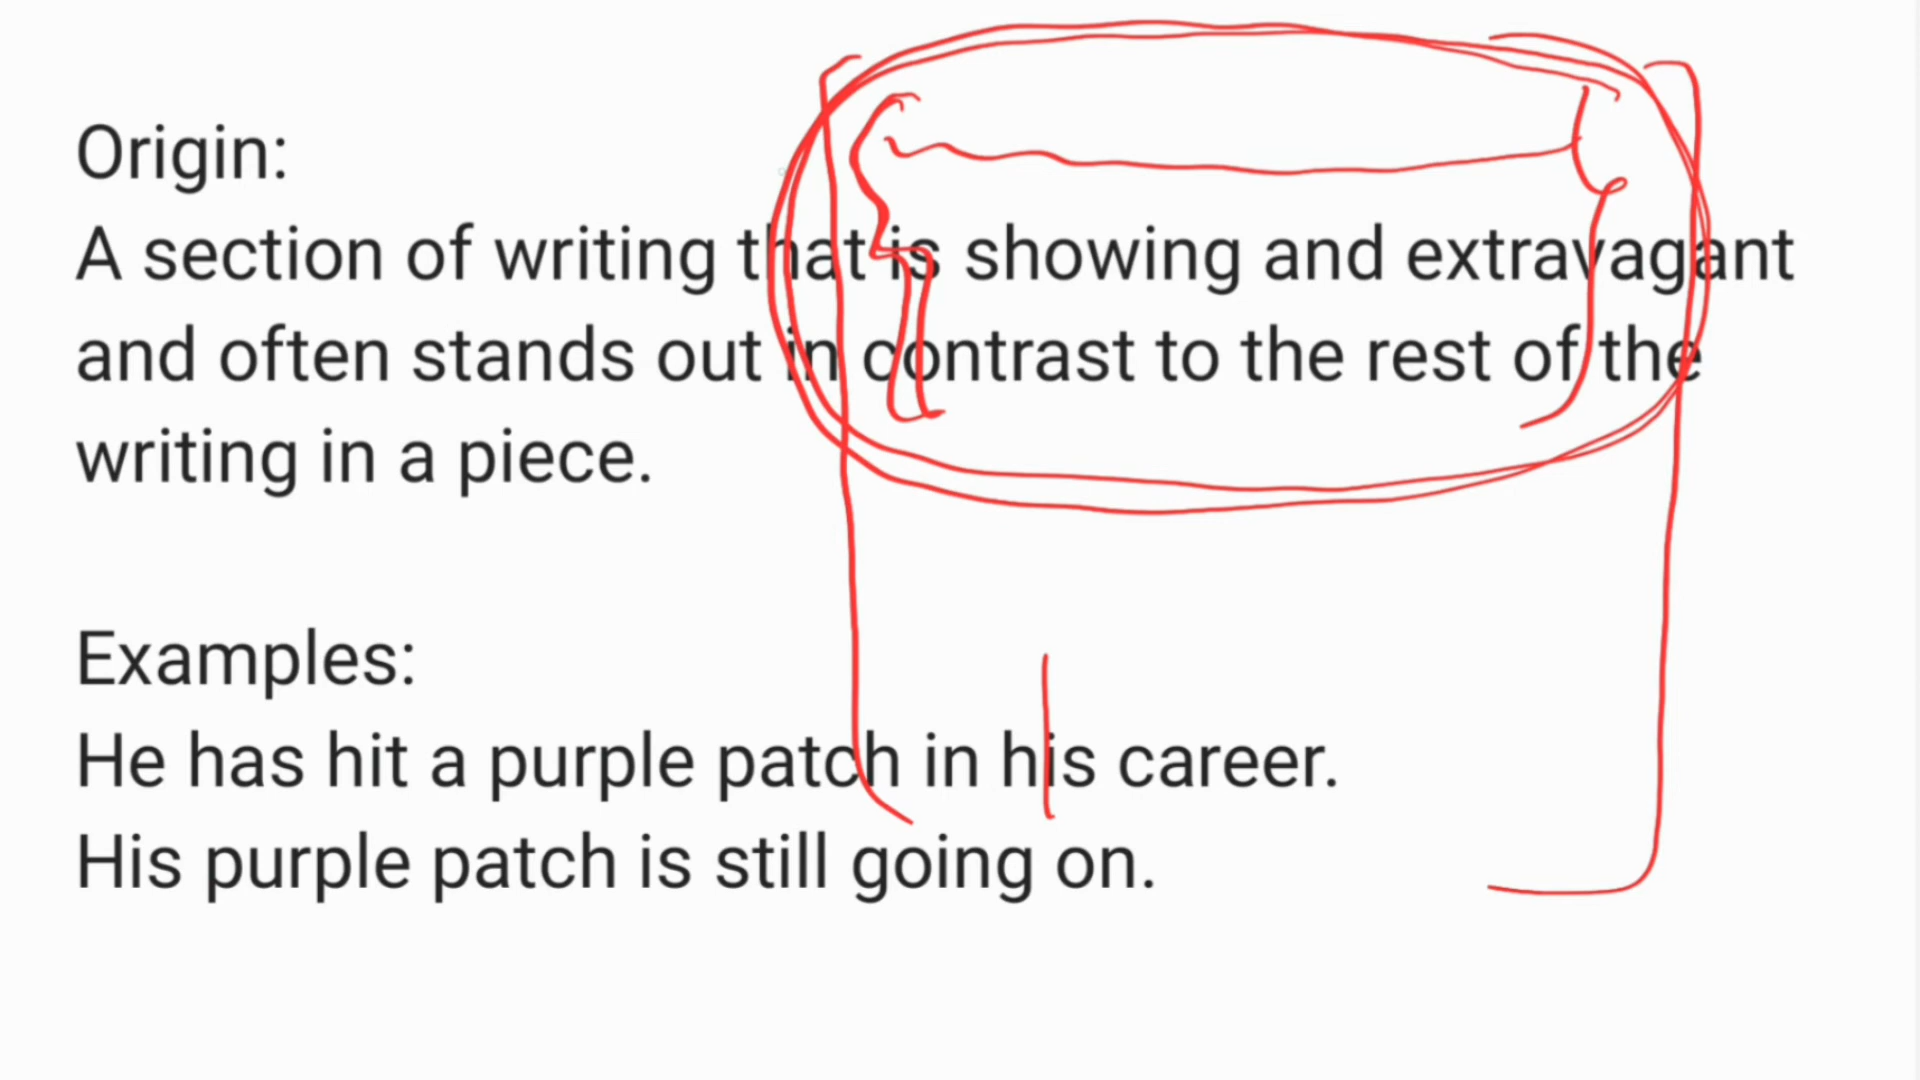 Origin:
A section of writing that is showing and extravagant
and often stands out in contrast to the rest of the
writing in a piece.
Examples:
He has hit a purple patch in his career.
His purple patch is still going on.